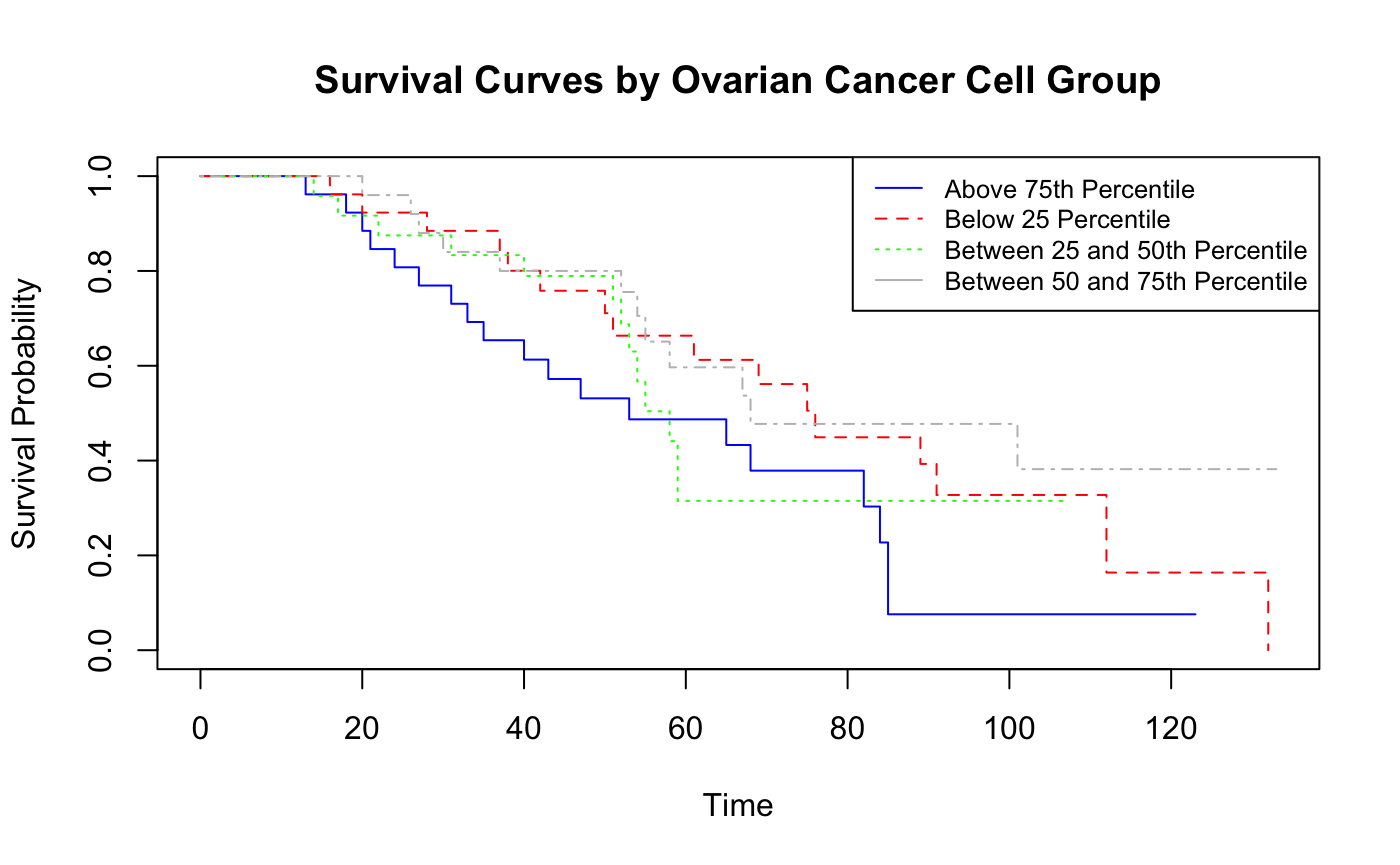 Survival Curves by Ovarian Cancer Cell Group
Survival Probability
1.0
0.8
0.6
0.4
0.2
0.0
Above 75th Percentile
Below 25 Percentile
Between 25 and 50th Percentile
Between 50 and 75th Percentile
0 20 40 60 80 100 120
Time